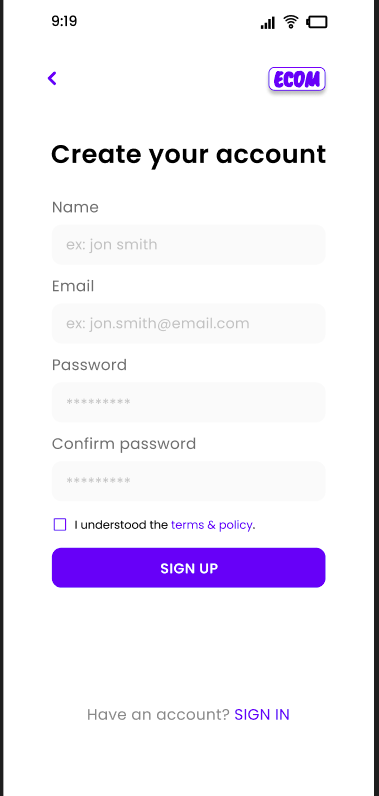 9:19
ECOM
Create your account
Name
ex: jon smith
Email
ex: jon.smith@email.com
Password
*********
Confirm password
*********
I understood the terms & policy.
SIGN UP
Have an account? SIGN IN